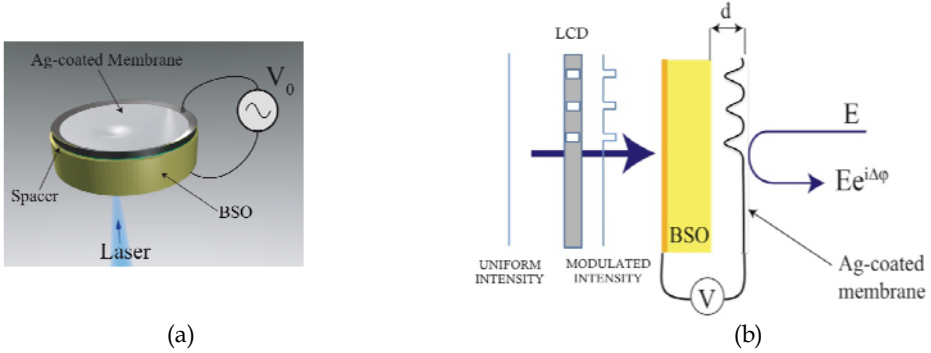 Ag-coated Membrane
V0
Spacer
BSO
Laser
(a)
d
LCD
E
Ee^iΔφ
BSO
UNIFORM
INTENSITY
MODULATED
INTENSITY
V
Ag-coated
membrane
(b)